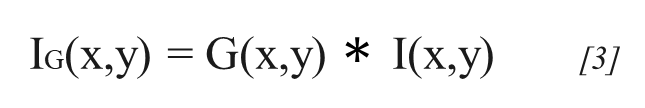 IG(x,y) = G(x,y) * I(x,y) [3]